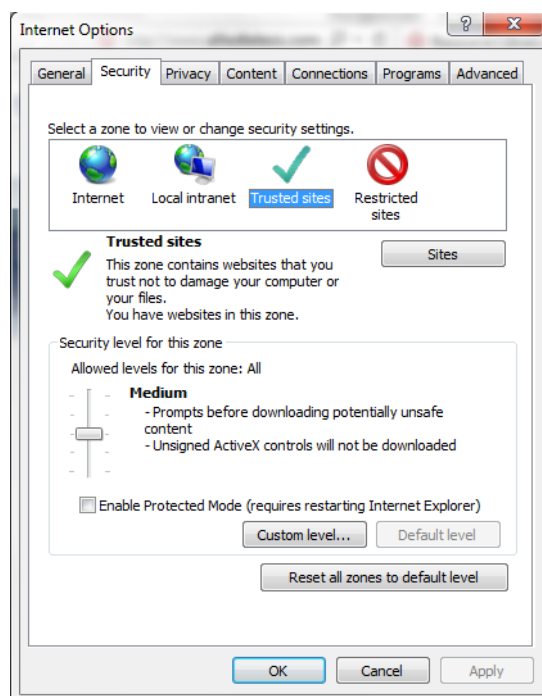 Internet Options
General Security Privacy Content Connections Programs Advanced
Select a zone to view or change security settings.
Internet Local intranet Trusted sites Restricted
sites
Trusted sites
Sites
This zone contains websites that you
trust not to damage your computer or
your files.
You have websites in this zone.
Security level for this zone
Allowed levels for this zone: All
Medium
- Prompts before downloading potentially unsafe
content
- Unsigned ActiveX controls will not be downloaded
Enable Protected Mode (requires restarting Internet Explorer)
Custom level... Default level
Reset all zones to default level
OK Cancel Apply